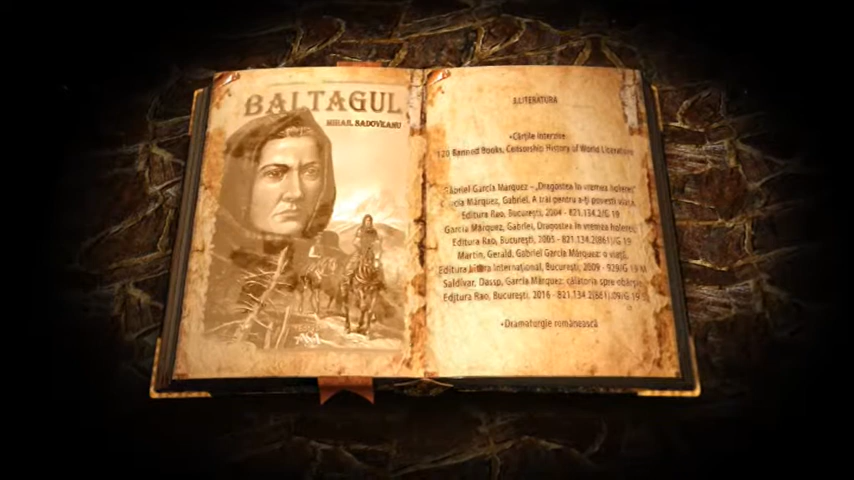 BALTAGUL
MIHAIL SADOVEANU
E.LITERATURA
•Cărțile interzise
120 Banned Books, Censorship History of World Literature
Gabriel García Marquez – „Dragostea în vremea holerei"
García Márquez, Gabriel, A trăi pentru a-ți povesti viața,
Editura Rao, București, 2004 - 821.134.2/G 19
García Márquez, Gabriel, Dragostea în vremea holerei,
Editura Rao, București, 2005 - 821.134.2(861)/G 19
Martin, Gerald, Gabriel García Márquez: o viață,
Editura Litera Internațional, București, 2009 - 929/G 19 M
Saldívar, Dasso, García Márquez: călătoria spre obârșie,
Editura Rao, București, 2016 - 821.134.2(861).09/G 19
•Dramaturgie românească